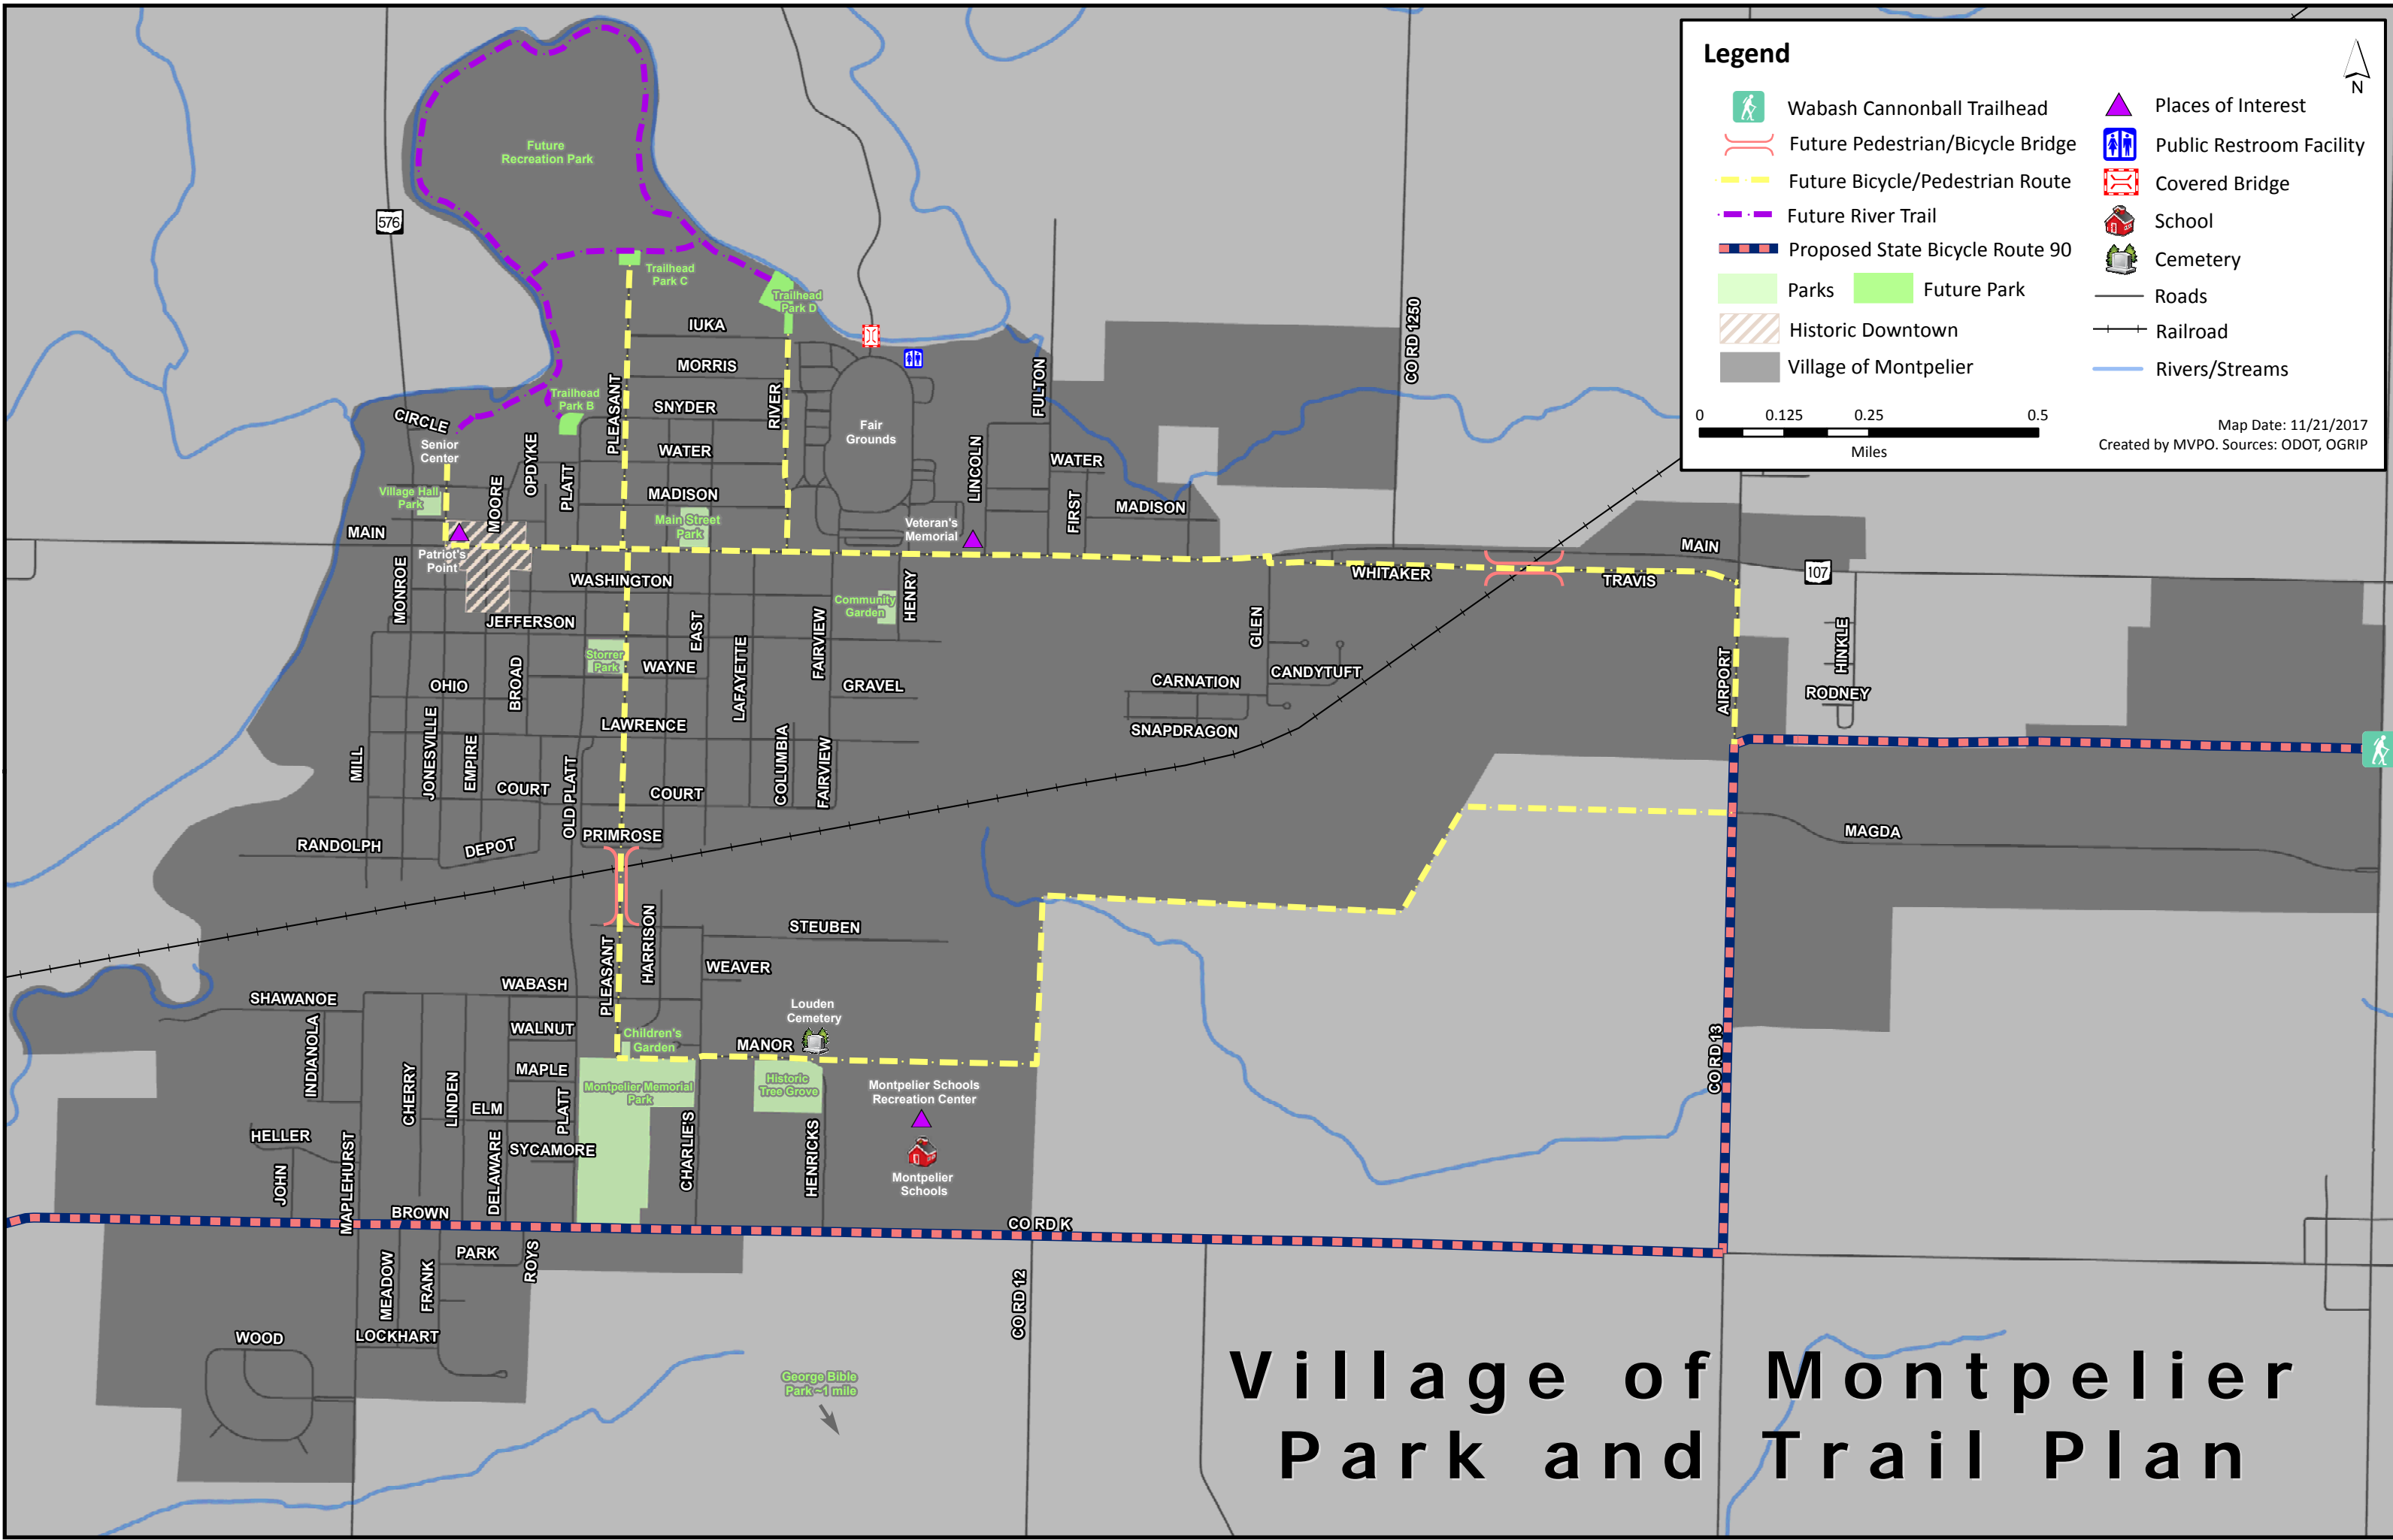 Legend
N
Wabash Cannonball Trailhead
Future Pedestrian/Bicycle Bridge
Future Bicycle/Pedestrian Route
Future River Trail
Proposed State Bicycle Route 90
Parks
Future Park
Historic Downtown
Village of Montpelier
Places of Interest
Public Restroom Facility
Covered Bridge
School
Cemetery
Roads
Railroad
Rivers/Streams
0 0.125 0.25 0.5
Miles
Map Date: 11/21/2017
Created by MVPO. Sources: ODOT, OGRIP
Future
Recreation Park
576
Trailhead
Park C
Trailhead
Park D
IUKA
MORRIS
CO RD 1250
PLEASANT
RIVER
FULTON
Trailhead
Park B
SNYDER
CIRCLE
Senior
Center
Fair
Grounds
OPDYKE
PLATT
WATER
LINCOLN
WATER
Village Hall
Park
MOORE
MADISON
FIRST
MADISON
Main Street
Park
Veteran's
Memorial
MAIN
Patriot's
Point
MAIN
107
WHITAKER
TRAVIS
MONROE
WASHINGTON
HENRY
Community
Garden
JEFFERSON
EAST
FAIRVIEW
GLEN
HINKLE
Storrer
Park
WAYNE
LAFAYETTE
OHIO
BROAD
GRAVEL
CARNATION
CANDYTUFT
AIRPORT
RODNEY
LAWRENCE
SNAPDRAGON
MILL
JONESVILLE
EMPIRE
COURT
OLD PLATT
COURT
COLUMBIA
FAIRVIEW
RANDOLPH
DEPOT
PRIMROSE
MAGDA
HARRISON
STEUBEN
PLEASANT
WEAVER
WABASH
SHAWANOE
Louden
Cemetery
INDIANOLA
WALNUT
Children's
Garden
MANOR
CO RD 13
MAPLE
CHERRY
LINDEN
ELM
PLATT
Montpelier Memorial
Park
Historic
Tree Grove
Montpelier Schools
Recreation Center
HELLER
JOHN
MAPLEHURST
DELAWARE
SYCAMORE
CHARLIE'S
HENRICKS
Montpelier
Schools
BROWN
CO RD K
PARK
ROYS
MEADOW
FRANK
CO RD 12
WOOD
LOCKHART
George Bible
Park ~1 mile
Village of Montpelier
Park and Trail Plan